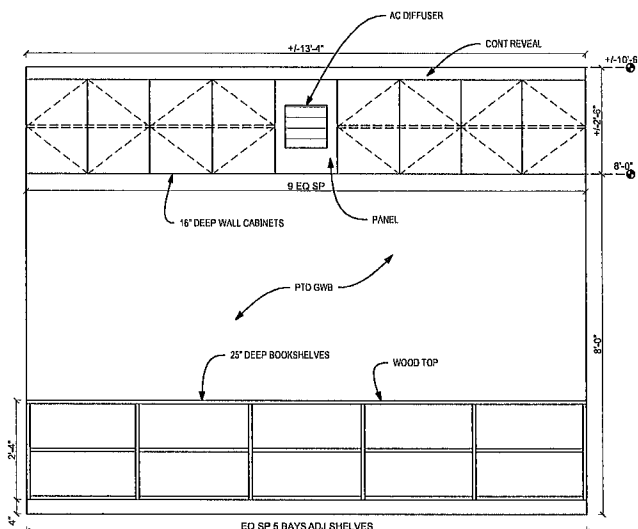 AC DIFFUSER
+/-13'-4"
CONT REVEAL
+/-10'-6
+/-2'-6"
8'-0"
9 EQ SP
16" DEEP WALL CABINETS
PANEL
PTD GWB
8'-0"
25" DEEP BOOKSHELVES
WOOD TOP
2'-4"
4"
EQ SP 5 BAYS ADJ SHELVES